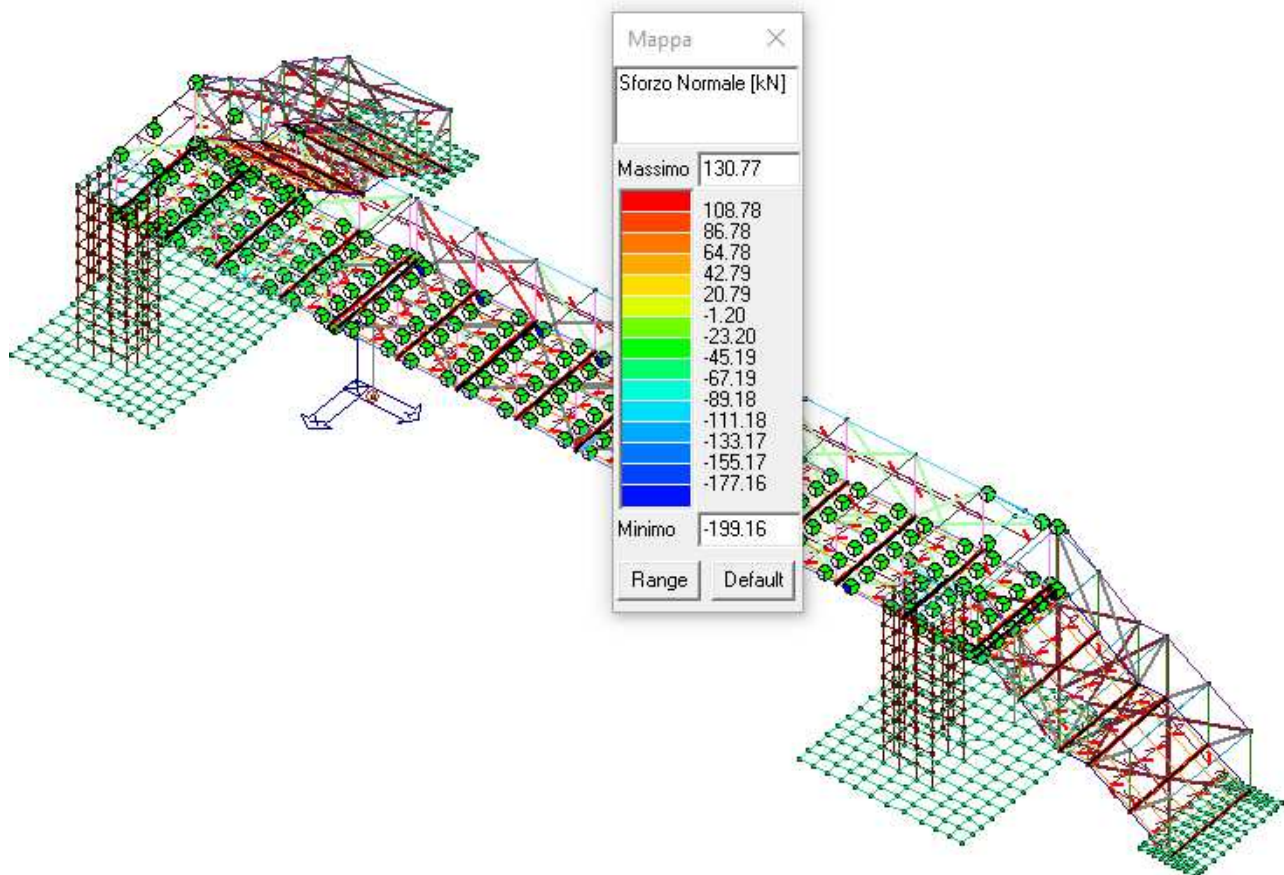 Mappa
Sforzo Normale [kN]
Massimo 130.77
108.78
86.78
64.78
42.79
20.79
-1.20
-23.20
-45.19
-67.19
-89.18
-111.18
-133.17
-155.17
-177.16
Minimo -199.16
Range Default